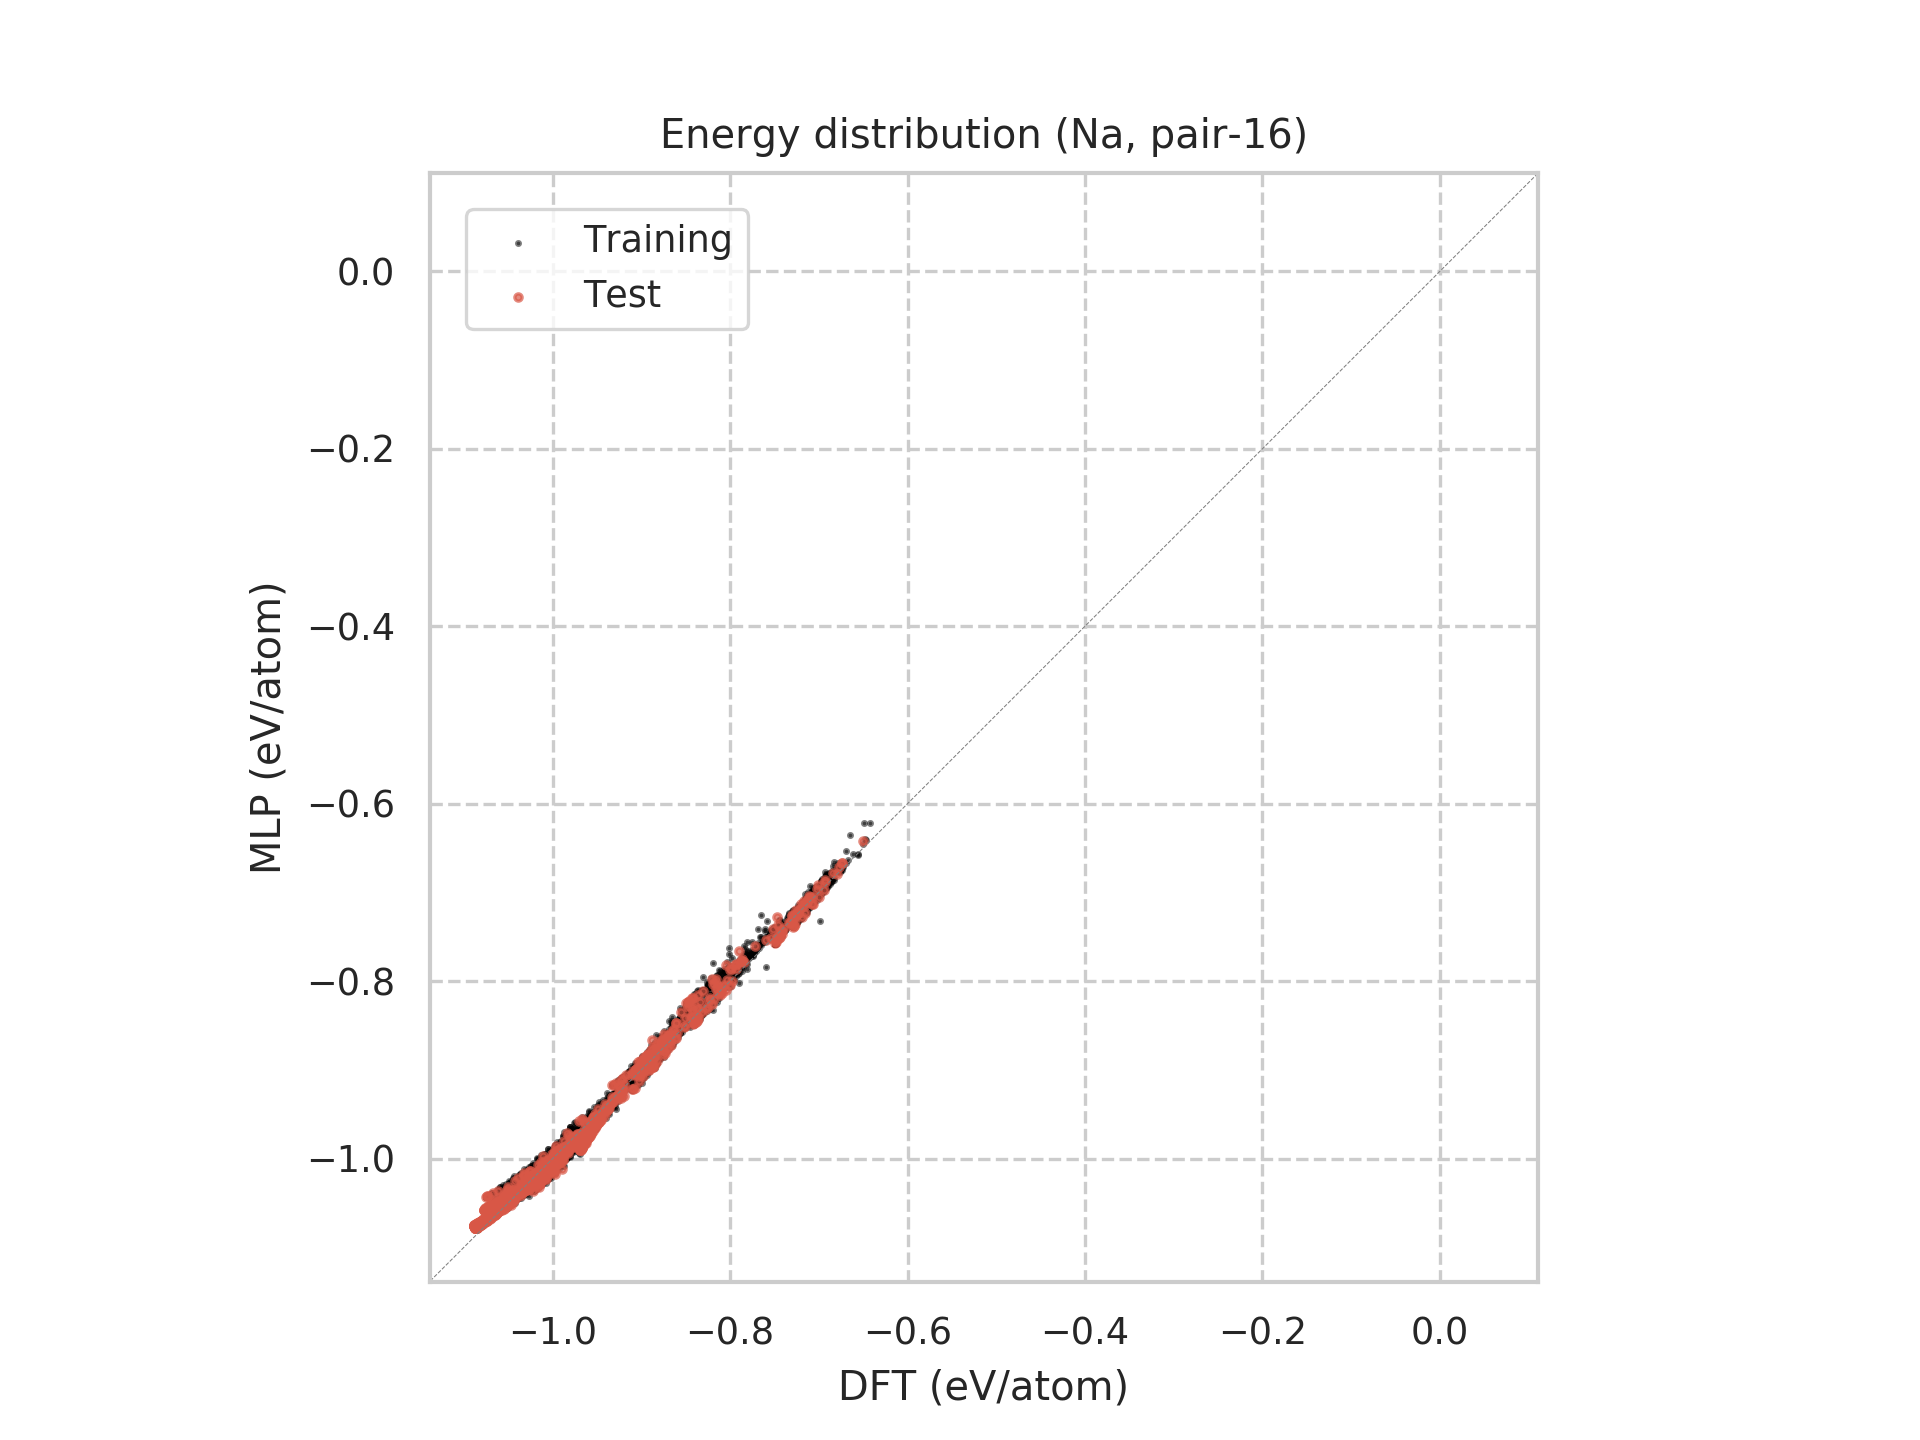 Energy distribution (Na, pair-16)
Training
Test
0.0
−0.2
−0.4
−0.6
−0.8
−1.0
MLP (eV/atom)
−1.0 −0.8 −0.6 −0.4 −0.2 0.0
DFT (eV/atom)